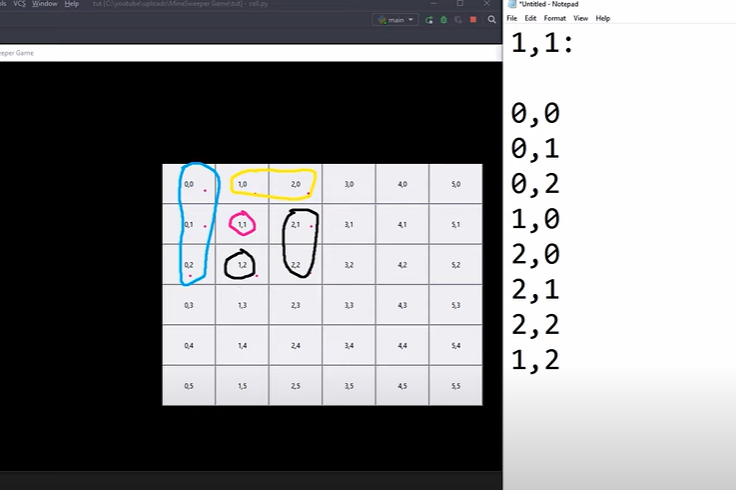 ls VCS Window Help tut [C:\youtube\uploads\MineSweeper Game\tut] - cell.py
main
eeper Game
0,0 1,0 2,0 3,0 4,0 5,0
0,1 1,1 2,1 3,1 4,1 5,1
0,2 1,2 2,2 3,2 4,2 5,2
0,3 1,3 2,3 3,3 4,3 5,3
0,4 1,4 2,4 3,4 4,4 5,4
0,5 1,5 2,5 3,5 4,5 5,5
*Untitled - Notepad
File Edit Format View Help
1,1:
0,0
0,1
0,2
1,0
2,0
2,1
2,2
1,2